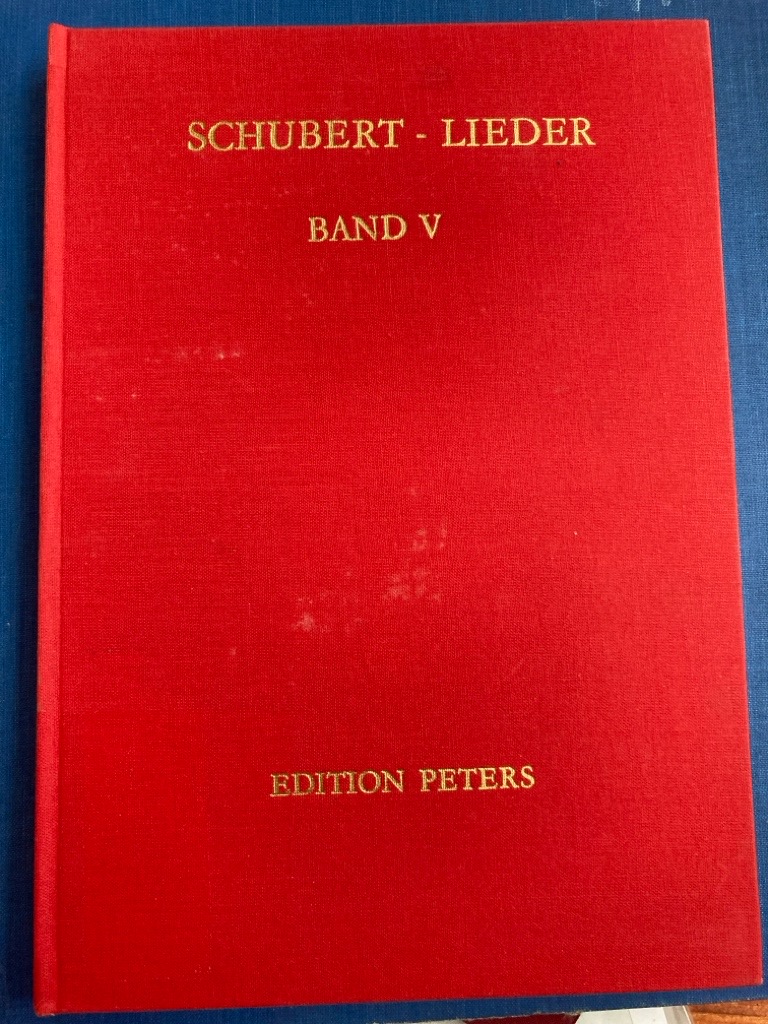 SCHUBERT - LIEDER
BAND V
EDITION PETERS